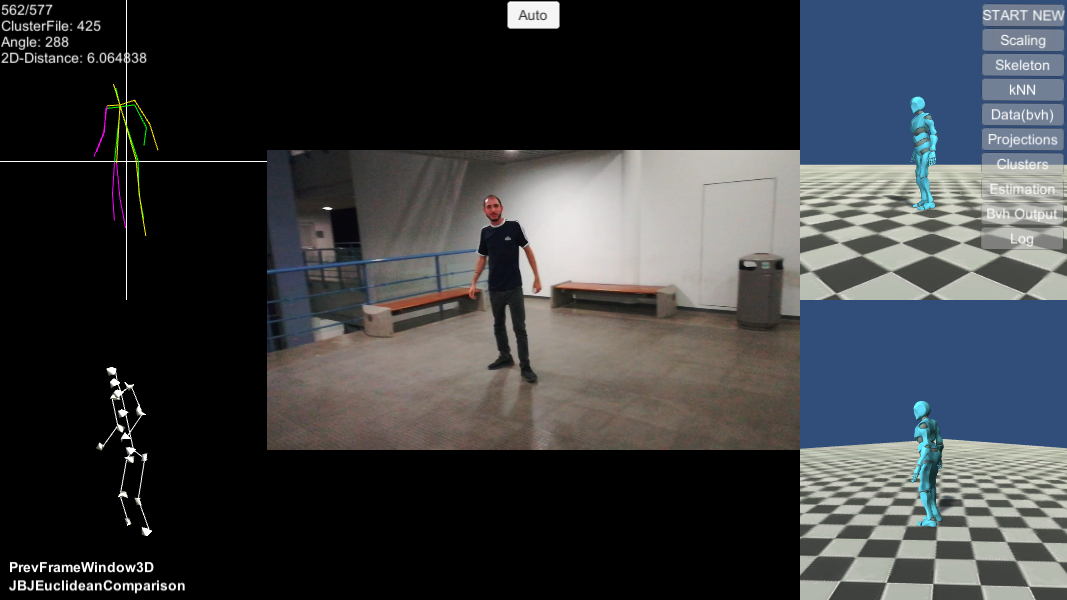 562/577
ClusterFile: 425
Angle: 288
2D-Distance: 6.064838
Auto
START NEW
Scaling
Skeleton
kNN
Data(bvh)
Projections
Clusters
Estimation
Bvh Output
Log
PrevFrameWindow3D
JBJEuclideanComparison